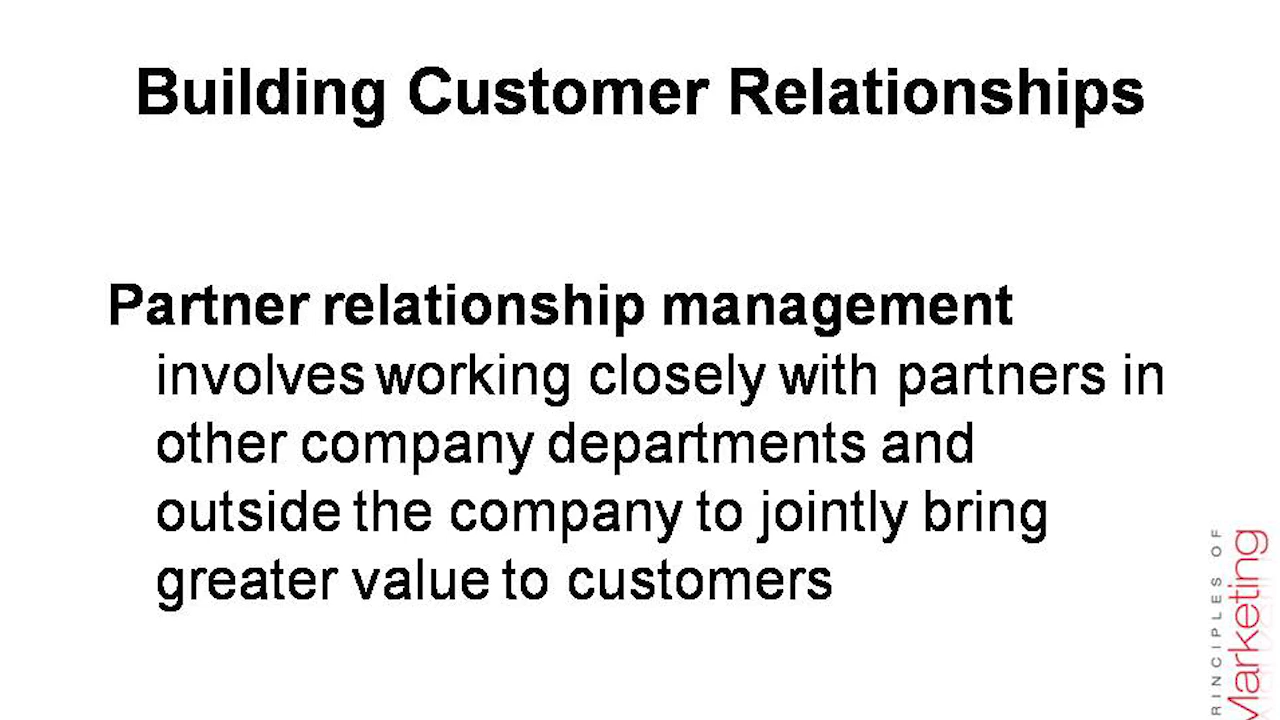 Building Customer Relationships
Partner relationship management
involves working closely with partners in
other company departments and
outside the company to jointly bring
greater value to customers
RINCIPLES OF
Marketing